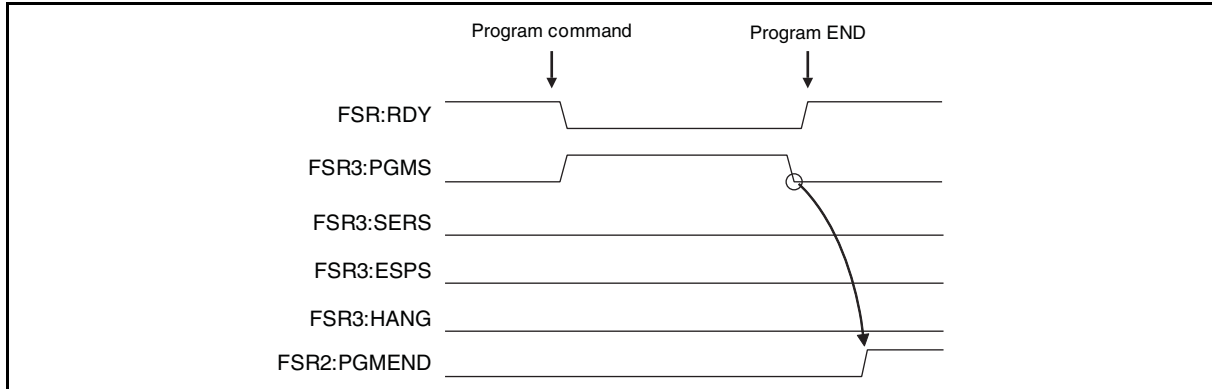 Program command Program END
FSR:RDY
FSR3:PGMS
FSR3:SERS
FSR3:ESPS
FSR3:HANG
FSR2:PGMEND